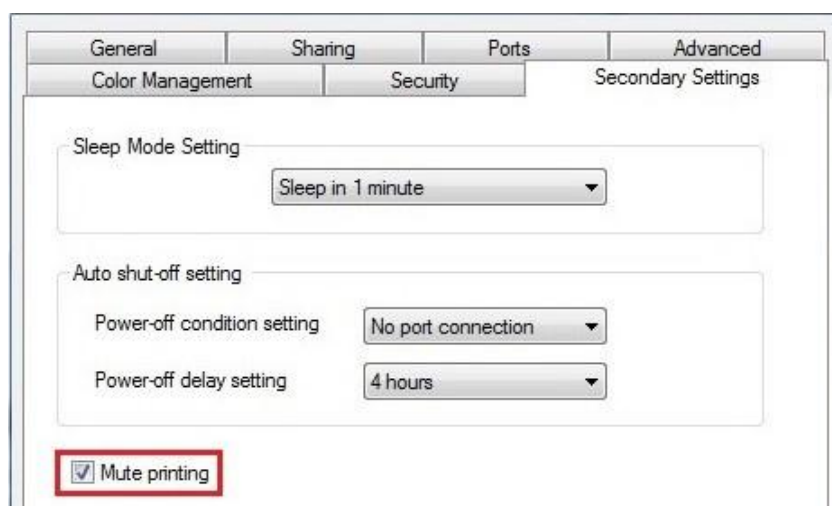 General Sharing Ports Advanced
Color Management Security Secondary Settings
Sleep Mode Setting
Sleep in 1 minute
Auto shut-off setting
Power-off condition setting No port connection
Power-off delay setting 4 hours
Mute printing